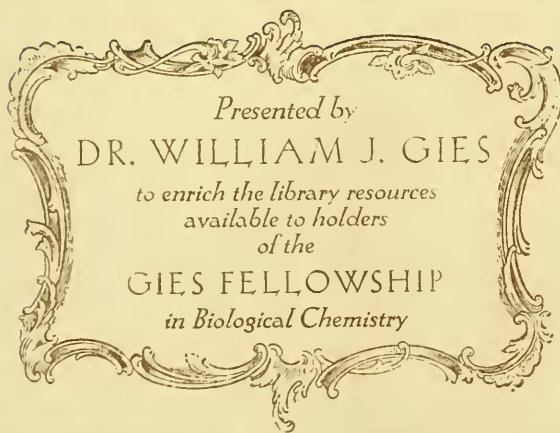 Presented by
DR. WILLIAM J. GIES
to enrich the library resources
available to holders
of the
GIES FELLOWSHIP
in Biological Chemistry